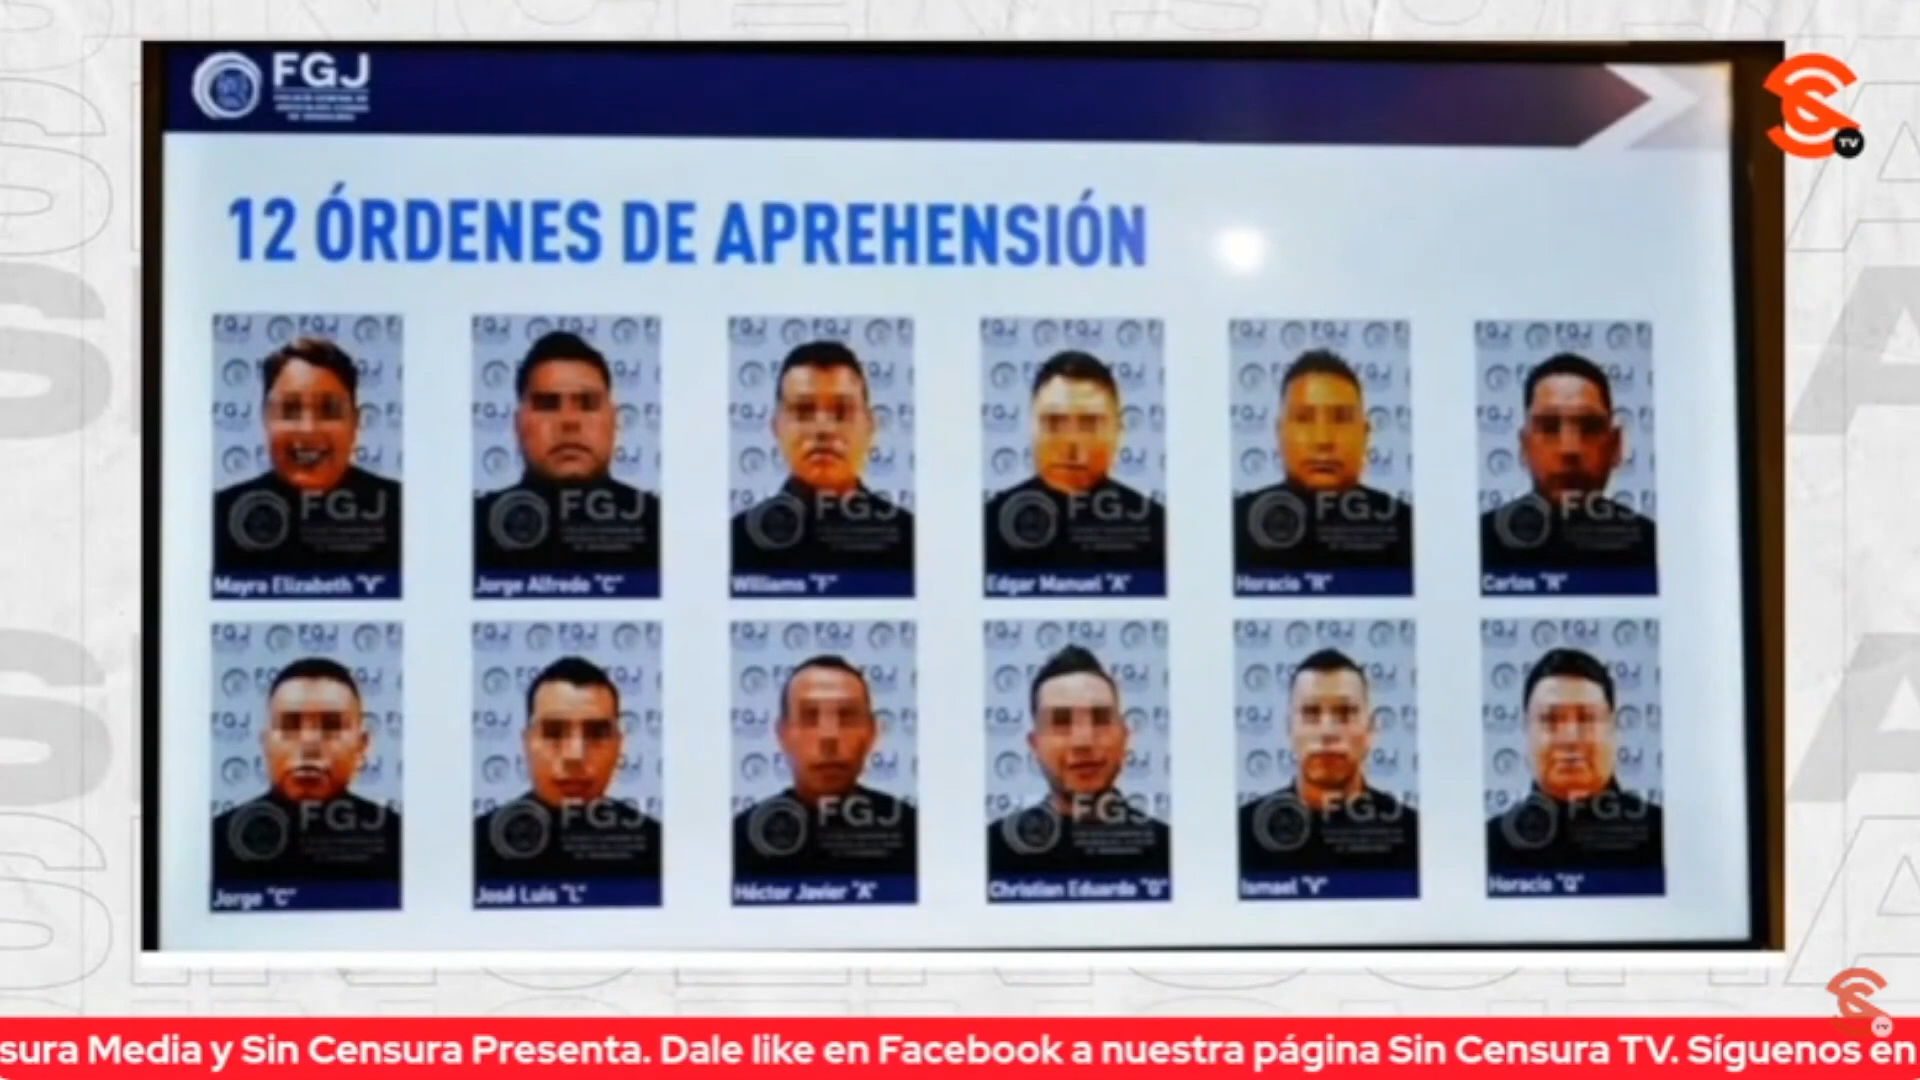 FGJ
TV
12 ÓRDENES DE APREHENSIÓN
Mayra Elizabeth "V"
Jorge Alfredo "C"
Williams "F"
Edgar Manuel "A"
Horacio "R"
Carlos "R"
Jorge "C"
José Luis "L"
Héctor Javier "A"
Christian Eduardo "G"
Ismael "V"
Horacio "Q"
sura Media y Sin Censura Presenta. Dale like en Facebook a nuestra página Sin Censura TV. Síguenos en